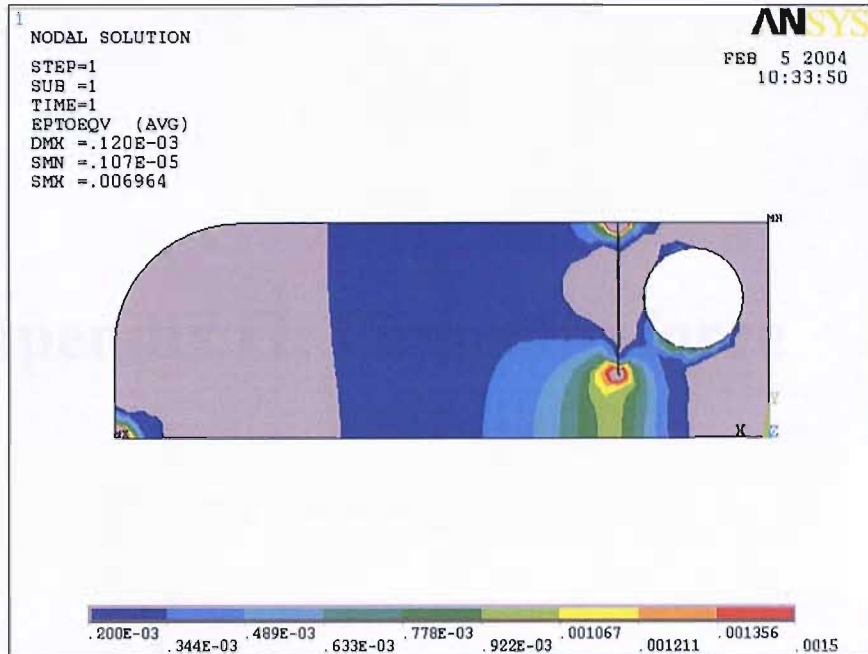 1
NODAL SOLUTION
STEP=1
SUB =1
TIME=1
EPTOEQV (AVG)
DMX =.120E-03
SMN =.107E-05
SMX =.006964
ANSYS
FEB 5 2004
10:33:50
MN
MX
Y
X Z
.200E-03 .489E-03 .778E-03 .001067 .001356
.344E-03 .633E-03 .922E-03 .001211 .0015